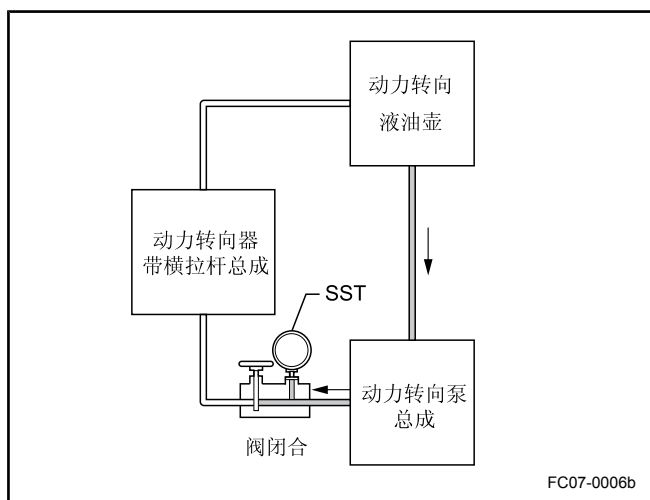 动力转向
液油壶
动力转向器
带横拉杆总成
SST
动力转向泵
总成
阀闭合
FC07-0006b